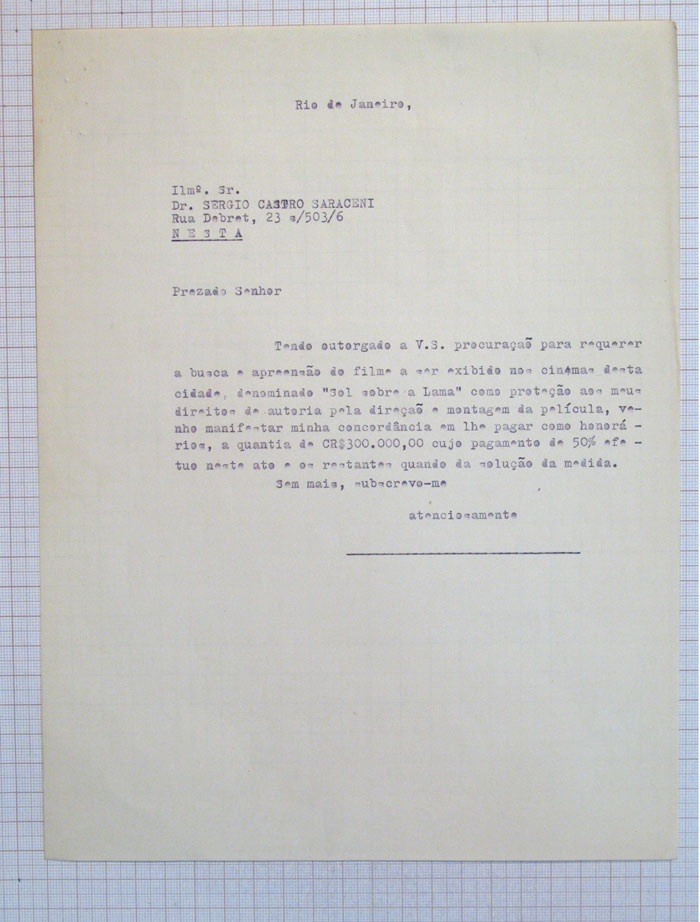 Rio de Janeiro,
Ilmº. Sr.
Dr. SERGIO CASTRO SARACENI
Rua Debret, 23 s/503/6
N E S T A
Prezado Senhor
Tendo outorgado a V.S. procuração para requerer
a busca e apreensão do filme a ser exibido nos cinemas desta
cidade, denominado "Sol sobre a Lama" como proteção aos meus
direitos de autoria pela direção e montagem da película, ve-
nho manifestar minha concordância em lhe pagar como honorá -
rios, a quantia de CR$300.000,00 cujo pagamento de 50% efe -
tuo neste ato e os restantes quando da solução da medida.
Sem mais, subscrevo-me
atenciosamente